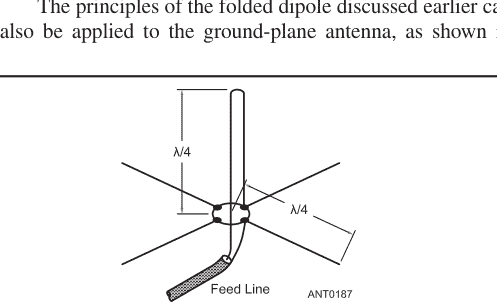 The principles of the folded dipole discussed earlier
also be applied to the ground-plane antenna, as shown
λ/4
λ/4
Feed Line
ANT0187